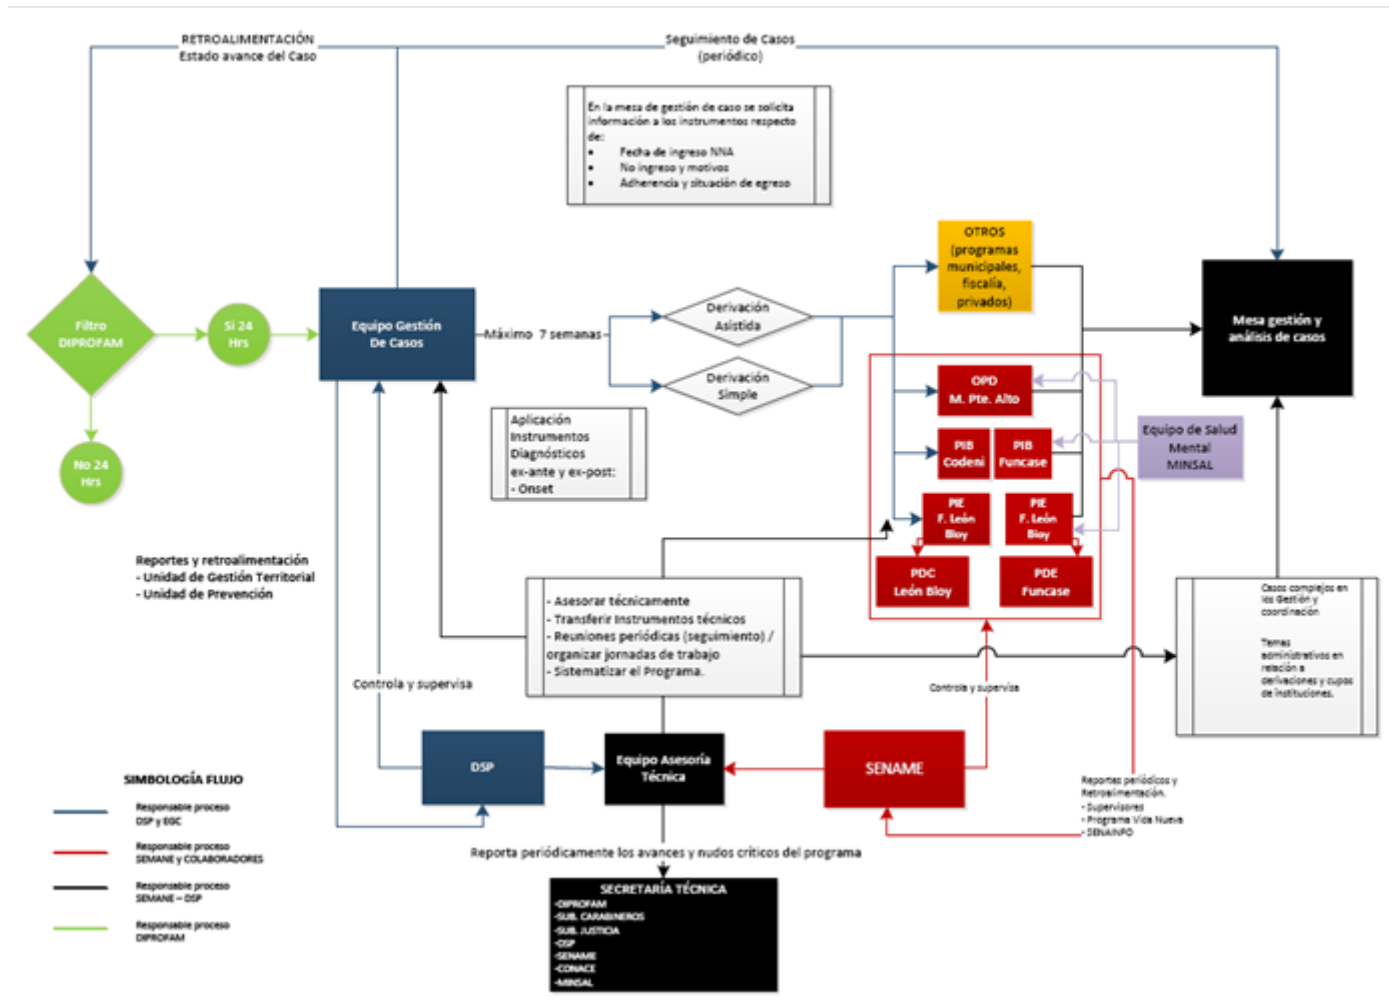 RETROALIMENTACIÓN
Estado avance del Caso
Seguimiento de Casos
(periódico)
En la mesa de gestión de caso se solicita
información a los instrumentos respecto
de:
• Fecha de ingreso NNA
• No ingreso y motivos
• Adherencia y situación de egreso
OTROS
(programas
municipales,
fiscalía,
privados)
Filtro
DIPROFAM
Si 24
Hrs
Equipo Gestión
De Casos
Máximo 7 semanas
Derivación
Asistida
Derivación
Simple
Mesa gestión y
análisis de casos
OPD
M. Pte. Alto
PIB
Codeni
PIB
Funcase
Equipo de Salud
Mental
MINSAL
No 24
Hrs
Aplicación
Instrumentos
Diagnósticos
ex-ante y ex-post:
- Onset
PIE
F. León
Bloy
PIE
F. León
Bloy
PDC
León Bloy
PDE
Funcase
Reportes y retroalimentación
- Unidad de Gestión Territorial
- Unidad de Prevención
- Asesorar técnicamente
- Transferir Instrumentos técnicos
- Reuniones periódicas (seguimiento) /
organizar jornadas de trabajo
- Sistematizar el Programa.
Casos complejos en
los Gestión y
coordinación
Temas
administrativos en
relación a
derivaciones y cupos
de instituciones.
Controla y supervisa
Controla y supervisa
DSP
Equipo Asesoría
Técnica
SENAME
SIMBOLOGÍA FLUJO
Responsable proceso
DSP y EGC
Responsable proceso
SEMANE y COLABORADORES
Responsable proceso
SEMANE – DSP
Responsable proceso
DIPROFAM
Reportes periódicos y
Retroalimentación.
- Supervisores
- Programa Vida Nueva
- SENAINFO
Reporta periódicamente los avances y nudos críticos del programa
SECRETARÍA TÉCNICA
-DIPROFAM
-SUB. CARABINEROS
-SUB. JUSTICIA
-DSP
-SENAME
-CONACE
-MINSAL